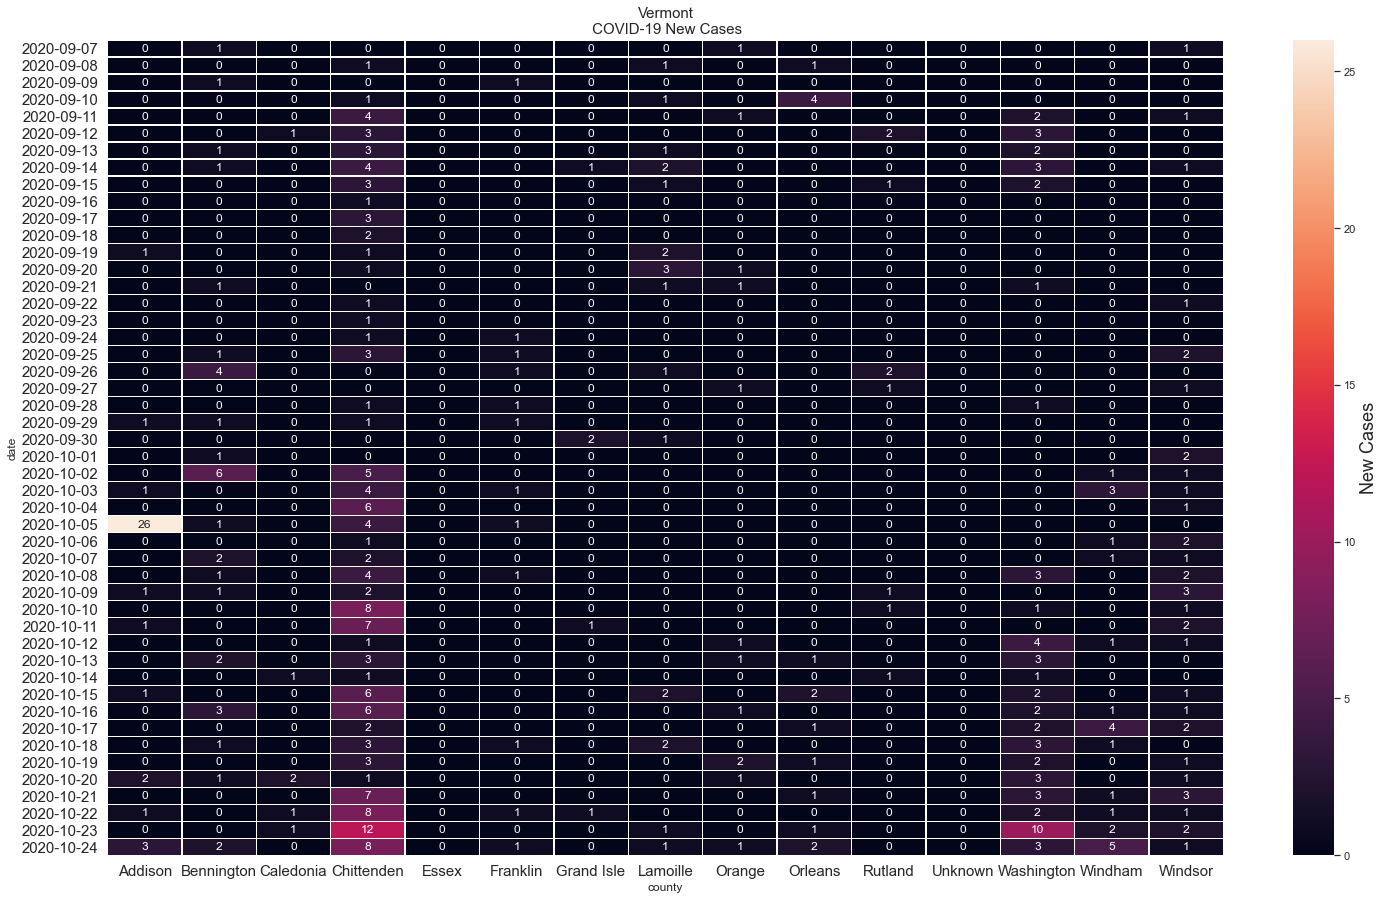 Vermont
COVID-19 New Cases
2020-09-07 0 1 0 0 0 0 0 0 1 0 0 0 0 0 1
2020-09-08 0 0 0 1 0 0 0 1 0 1 0 0 0 0 0
2020-09-09 0 1 0 0 0 1 0 0 0 0 0 0 0 0 0
2020-09-10 0 0 0 1 0 0 0 1 0 4 0 0 0 0 0
2020-09-11 0 0 0 4 0 0 0 0 1 0 0 0 2 0 1
2020-09-12 0 0 1 3 0 0 0 0 0 0 2 0 3 0 0
2020-09-13 0 1 0 3 0 0 0 1 0 0 0 0 2 0 0
2020-09-14 0 1 0 4 0 0 1 2 0 0 0 0 3 0 1
2020-09-15 0 0 0 3 0 0 0 1 0 0 1 0 2 0 0
2020-09-16 0 0 0 1 0 0 0 0 0 0 0 0 0 0 0
2020-09-17 0 0 0 3 0 0 0 0 0 0 0 0 0 0 0
2020-09-18 0 0 0 2 0 0 0 0 0 0 0 0 0 0 0
2020-09-19 1 0 0 1 0 0 0 2 0 0 0 0 0 0 0
2020-09-20 0 0 0 1 0 0 0 3 1 0 0 0 0 0 0
2020-09-21 0 1 0 0 0 0 0 1 1 0 0 0 1 0 0
2020-09-22 0 0 0 1 0 0 0 0 0 0 0 0 0 0 1
2020-09-23 0 0 0 1 0 0 0 0 0 0 0 0 0 0 0
2020-09-24 0 0 0 1 0 1 0 0 0 0 0 0 0 0 0
2020-09-25 0 1 0 3 0 1 0 0 0 0 0 0 0 0 2
2020-09-26 0 4 0 0 0 1 0 1 0 0 2 0 0 0 0
2020-09-27 0 0 0 0 0 0 0 0 1 0 1 0 0 0 1
2020-09-28 0 0 0 1 0 1 0 0 0 0 0 0 1 0 0
2020-09-29 1 1 0 1 0 1 0 0 0 0 0 0 0 0 0
2020-09-30 0 0 0 0 0 0 2 1 0 0 0 0 0 0 0
2020-10-01 0 1 0 0 0 0 0 0 0 0 0 0 0 0 2
2020-10-02 0 6 0 5 0 0 0 0 0 0 0 0 0 1 1
2020-10-03 1 0 0 4 0 1 0 0 0 0 0 0 0 3 1
2020-10-04 0 0 0 6 0 0 0 0 0 0 0 0 0 0 1
2020-10-05 26 1 0 4 0 1 0 0 0 0 0 0 0 0 0
2020-10-06 0 0 0 1 0 0 0 0 0 0 0 0 0 1 2
2020-10-07 0 2 0 2 0 0 0 0 0 0 0 0 0 1 1
2020-10-08 0 1 0 4 0 1 0 0 0 0 0 0 3 0 2
2020-10-09 1 1 0 2 0 0 0 0 0 0 1 0 0 0 3
2020-10-10 0 0 0 8 0 0 0 0 0 0 1 0 1 0 1
2020-10-11 1 0 0 7 0 0 1 0 0 0 0 0 0 0 2
2020-10-12 0 0 0 1 0 0 0 0 1 0 0 0 4 1 1
2020-10-13 0 2 0 3 0 0 0 0 1 1 0 0 3 0 0
2020-10-14 0 0 1 1 0 0 0 0 0 0 1 0 1 0 0
2020-10-15 1 0 0 6 0 0 0 2 0 2 0 0 2 0 1
2020-10-16 0 3 0 6 0 0 0 0 1 0 0 0 2 1 1
2020-10-17 0 0 0 2 0 0 0 0 0 1 0 0 2 4 2
2020-10-18 0 1 0 3 0 1 0 2 0 0 0 0 3 1 0
2020-10-19 0 0 0 3 0 0 0 0 2 1 0 0 2 0 1
2020-10-20 2 1 2 1 0 0 0 0 1 0 0 0 3 0 1
2020-10-21 0 0 0 7 0 0 0 0 0 1 0 0 3 1 3
2020-10-22 1 0 1 8 0 1 1 0 0 0 0 0 2 1 1
2020-10-23 0 0 1 12 0 0 0 1 0 1 0 0 10 2 2
2020-10-24 3 2 0 8 0 1 0 1 1 2 0 0 3 5 1
Addison Bennington Caledonia Chittenden Essex Franklin Grand Isle Lamoille Orange Orleans Rutland Unknown Washington Windham Windsor
county
date
25
20
15
10
5
0
New Cases